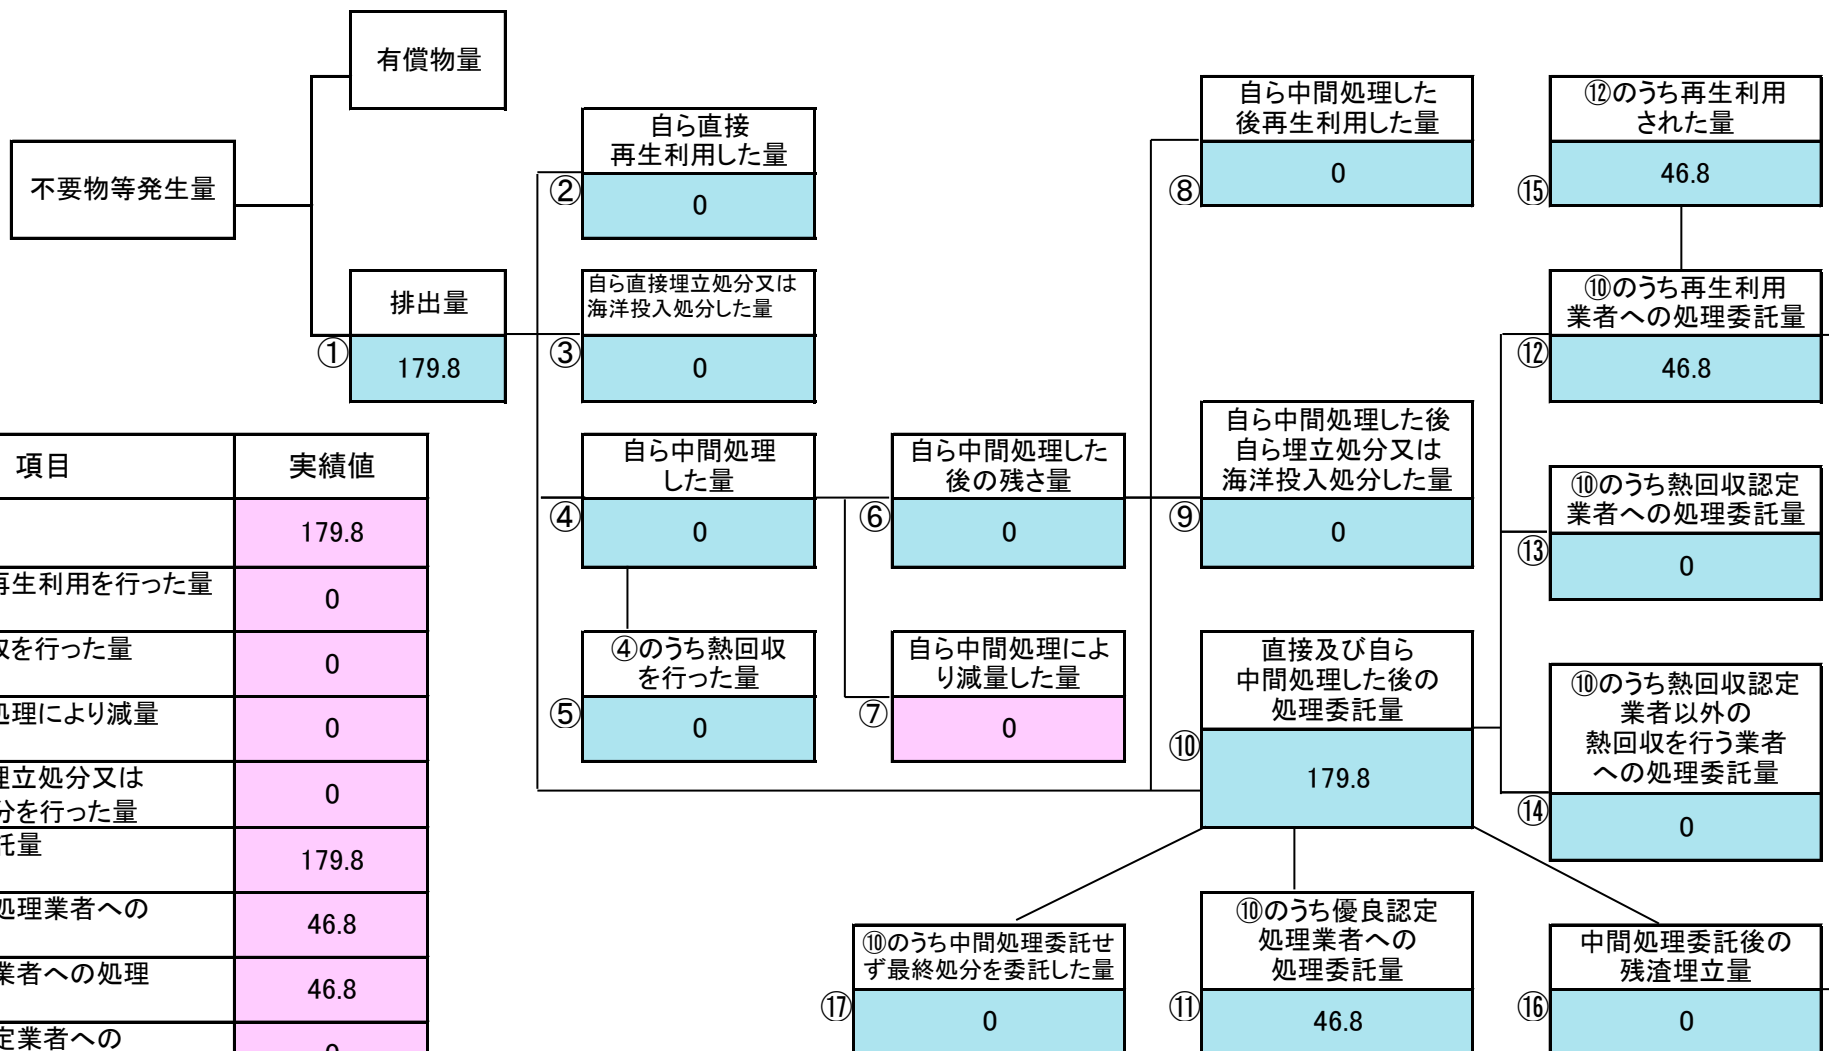 有償物量
不要物等発生量
排出量
①
179.8
自ら直接
再生利用した量
②
0
自ら直接埋立処分又は
海洋投入処分した量
③
0
自ら中間処理
した量
④
0
④のうち熱回収
を行った量
⑤
0
自ら中間処理した
後の残さ量
⑥
0
自ら中間処理によ
り減量した量
⑦
0
自ら中間処理した
後再生利用した量
⑧
0
自ら中間処理した後
自ら埋立処分又は
海洋投入処分した量
⑨
0
直接及び自ら
中間処理した後の
処理委託量
⑩
179.8
⑩のうち優良認定
処理業者への
処理委託量
⑪
46.8
⑫のうち再生利用
された量
⑮
46.8
⑩のうち再生利用
業者への処理委託量
⑫
46.8
⑩のうち熱回収認定
業者への処理委託量
⑬
0
⑩のうち熱回収認定
業者以外の
熱回収を行う業者
への処理委託量
⑭
0
中間処理委託後の
残渣埋立量
⑯
0
⑩のうち中間処理委託せ
ず最終処分を委託した量
⑰
0
項目 実績値
179.8
再生利用を行った量
0
を行った量
0
処理により減量
0
埋立処分又は
分を行った量
0
託量
179.8
処理業者への
46.8
業者への処理
46.8
定業者への
0